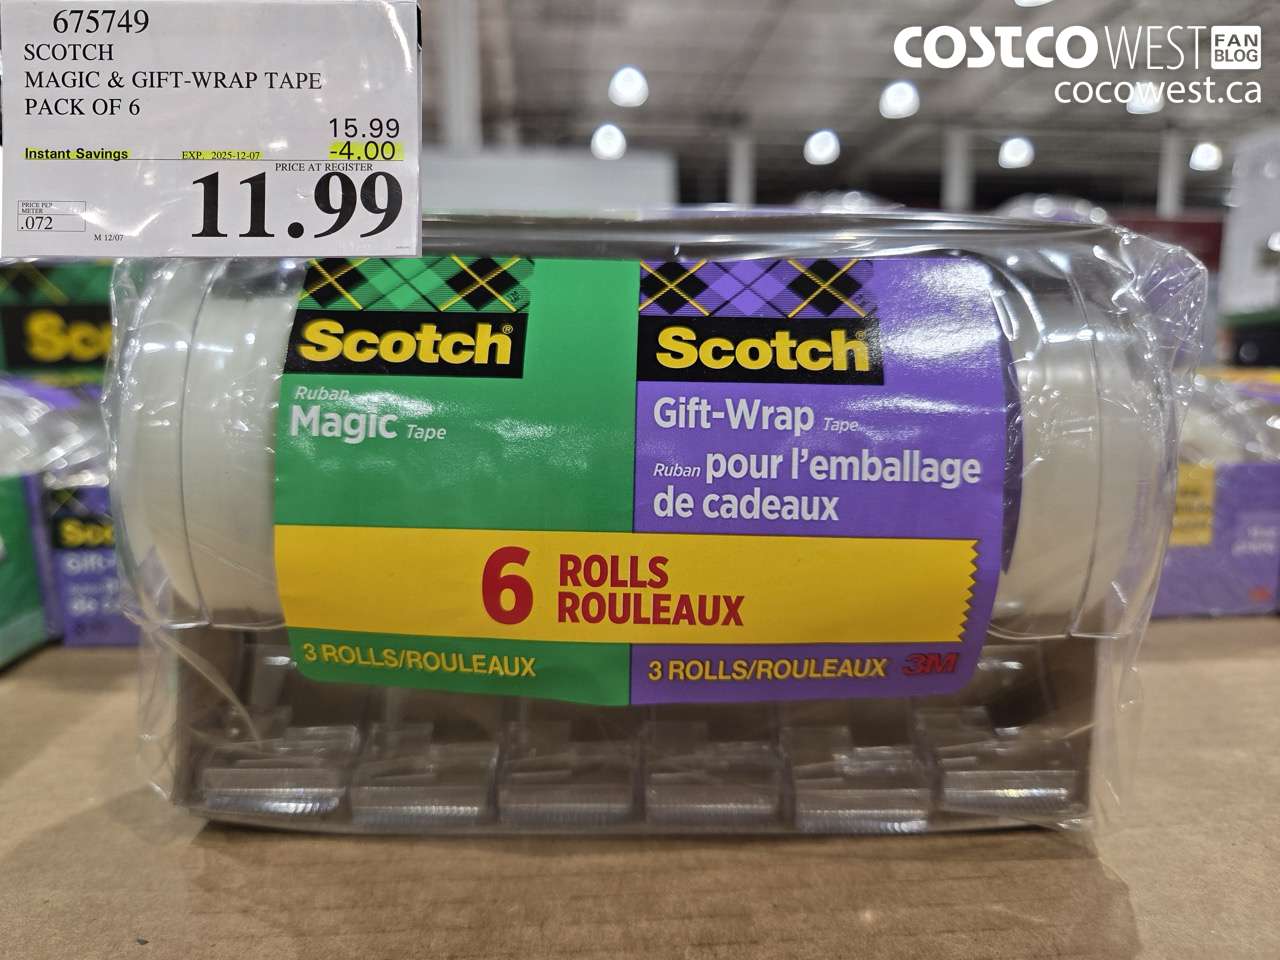 675749
SCOTCH
MAGIC & GIFT-WRAP TAPE
PACK OF 6
15.99
Instant Savings EXP. 2025-12-07 -4.00
PRICE AT REGISTER
11.99
PRICE PER
METER
.072
M 12/07
COSTCO WEST FAN BLOG
cocowest.ca
Scotch®
Ruban
Magic Tape
Scotch®
Gift-Wrap Tape
Ruban pour l'emballage
de cadeaux
6 ROLLS
ROULEAUX
3 ROLLS/ROULEAUX
3 ROLLS/ROULEAUX 3M